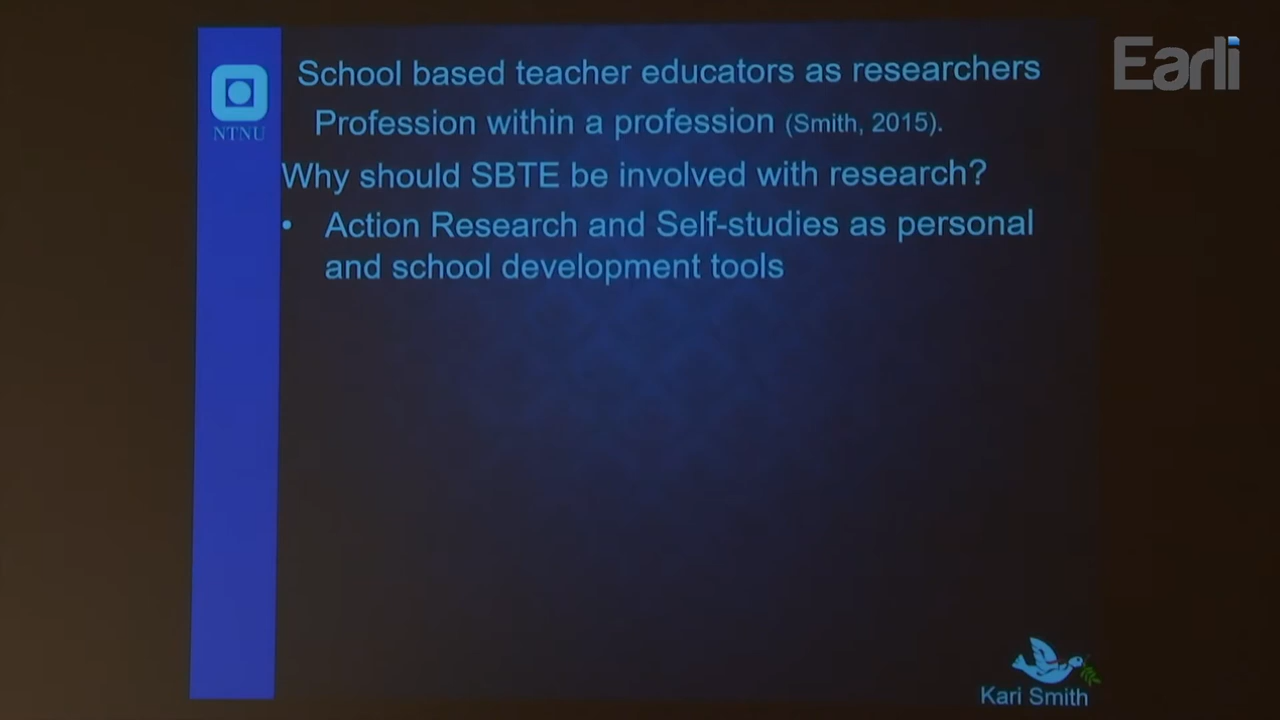 Earli
School based teacher educators as researchers
NTNU
Profession within a profession (Smith, 2015).
Why should SBTE be involved with research?
• Action Research and Self-studies as personal
and school development tools
Kari Smith